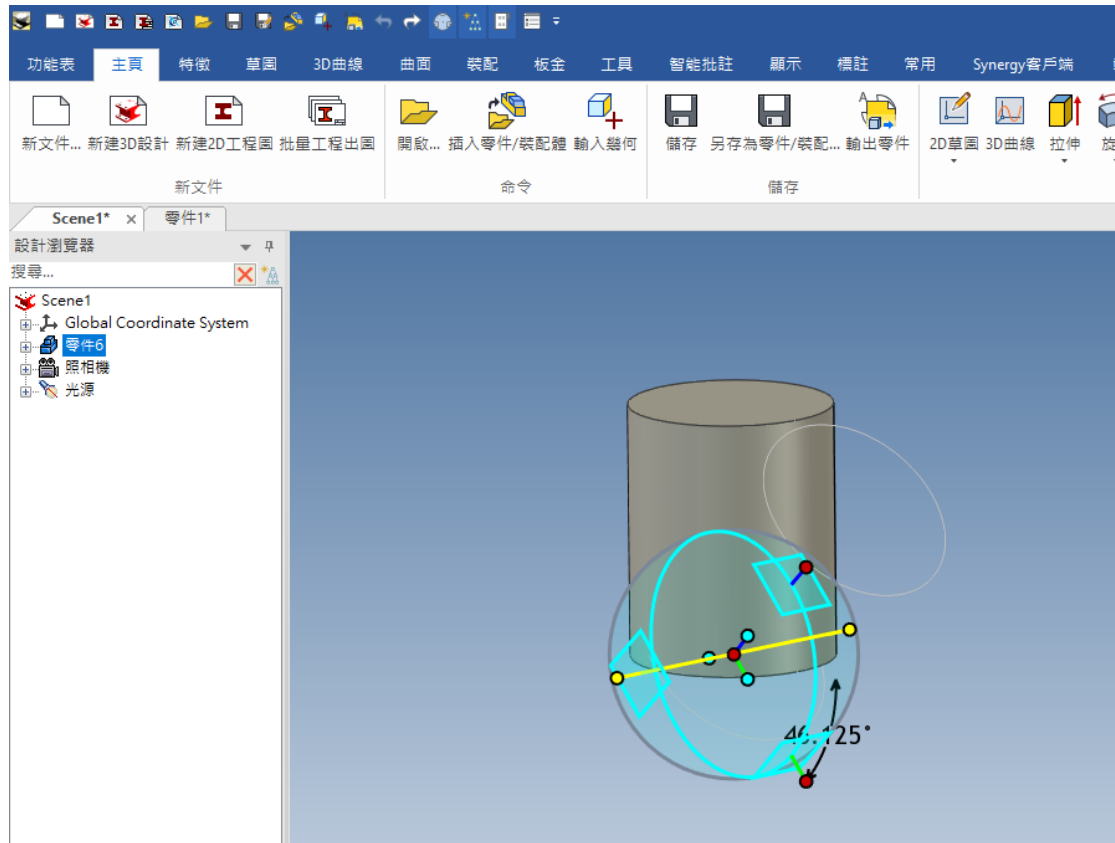 功能表 主頁 特徵 草圖 3D曲線 曲面 裝配 板金 工具 智能批註 顯示 標註 常用 Synergy客戶端
新文件... 新建3D設計 新建2D工程圖 批量工程出圖 開啟... 插入零件/裝配體 輸入幾何 儲存 另存為零件/裝配... 輸出零件 2D草圖 3D曲線 拉伸
新文件 命令 儲存
Scene1* 零件1*
設計瀏覽器
搜尋...
Scene1
Global Coordinate System
零件6
照相機
光源
46.125°